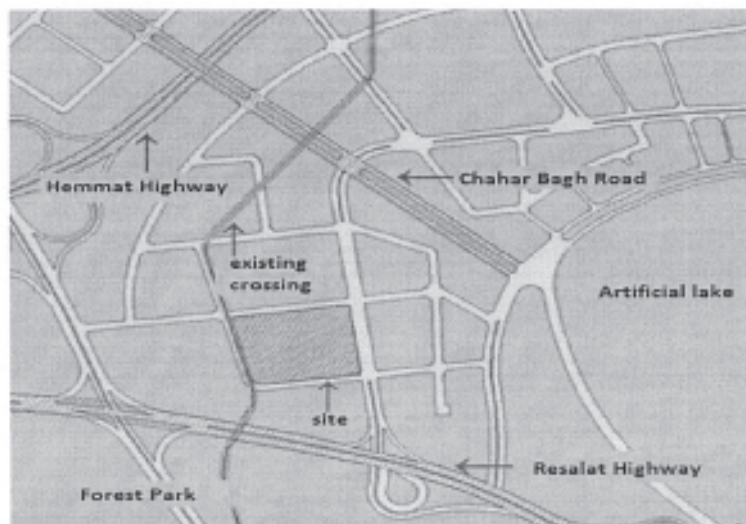 Hemmat Highway
Chahar Bagh Road
existing
crossing
Artificial lake
site
Resalat Highway
Forest Park